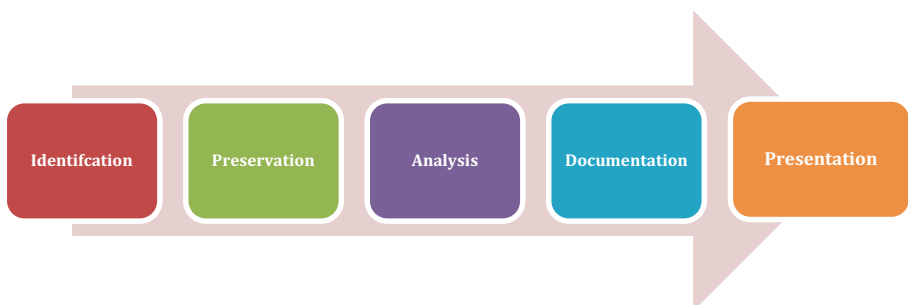 Identifcation
Preservation
Analysis
Documentation
Presentation